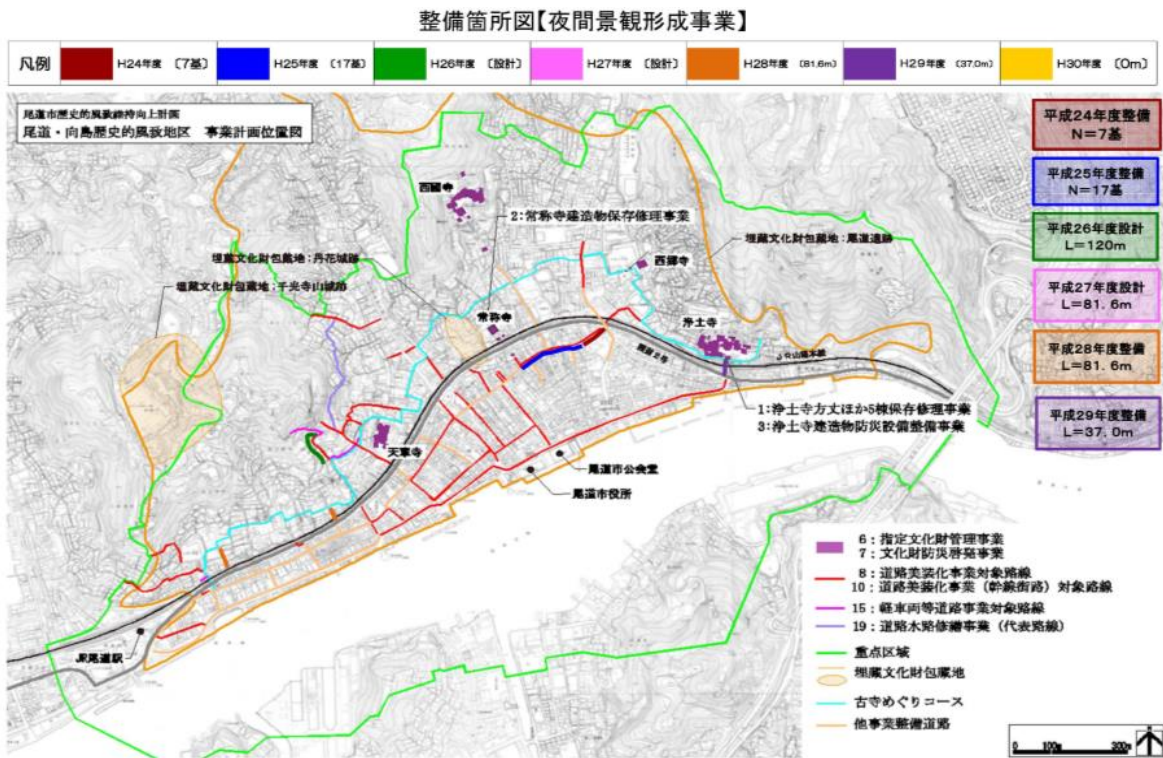 整備箇所図【夜間景観形成事業】
凡例
H24年度 〔7基〕
H25年度 〔17基〕
H26年度 〔設計〕
H27年度 〔設計〕
H28年度 〔81.6m〕
H29年度 〔37.0m〕
H30年度 〔0m〕
尾道市歴史的風致維持向上計画
尾道・向島歴史的風致地区 事業計画位置図
平成24年度整備
N=7基
平成25年度整備
N=17基
平成26年度設計
L=120m
平成27年度設計
L=81.6m
平成28年度整備
L=81.6m
平成29年度整備
L=37.0m
西國寺
2:常称寺建造物保存修理事業
埋蔵文化財包蔵地:丹花城跡
埋蔵文化財包蔵地:千光寺山城跡
埋蔵文化財包蔵地:尾道遺跡
西郷寺
常称寺
浄土寺
国道2号
JR山陽本線
1:浄土寺方丈ほか5棟保存修理事業
3:浄土寺建造物防災設備整備事業
天寧寺
尾道市公会堂
尾道市役所
JR尾道駅
6:指定文化財管理事業
7:文化財防災啓発事業
8:道路美装化事業対象路線
10:道路美装化事業(幹線街路)対象路線
15:軽車両等道路事業対象路線
19:道路水路修繕事業(代表路線)
重点区域
埋蔵文化財包蔵地
古寺めぐりコース
他事業整備道路
0 100m 200m